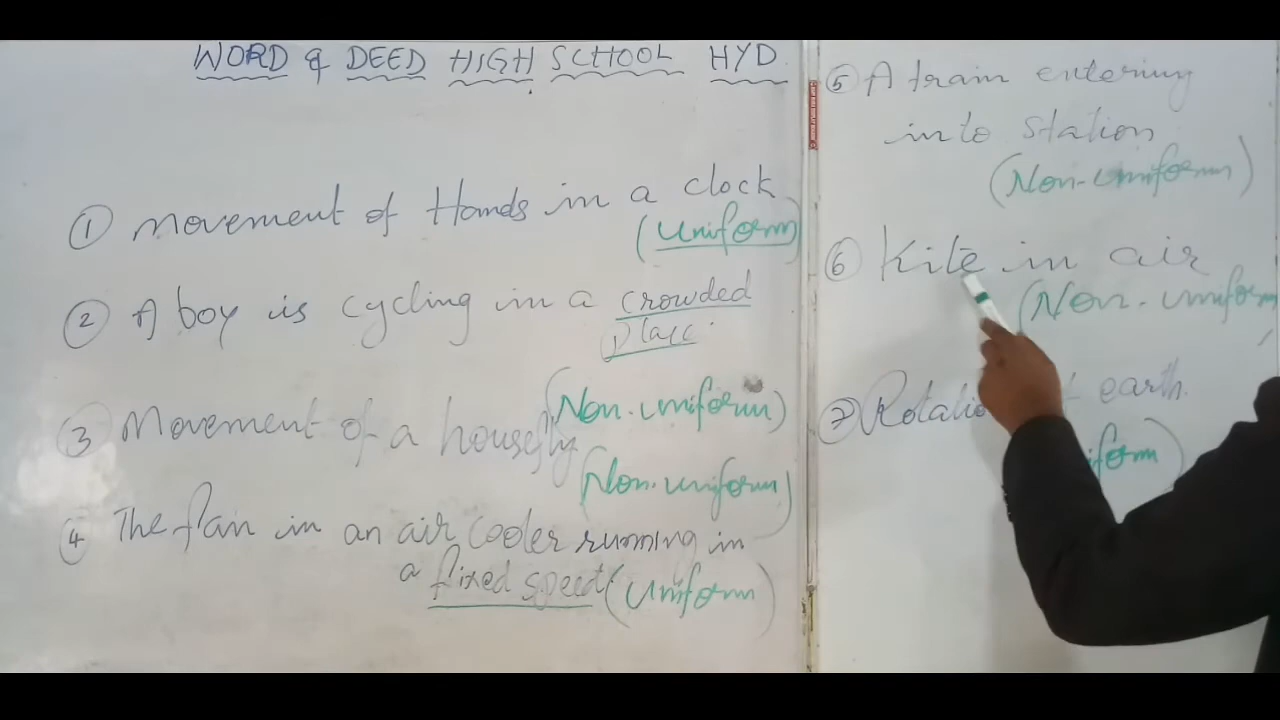 WORD & DEED HIGH SCHOOL HYD
① Movement of Hands in a clock
(Uniform)
② A boy is cycling in a crowded
place.
(Non-uniform)
③ Movement of a housefly
(Non-uniform)
④ The fan in an air cooler running in
a fixed speed (Uniform)
⑤ A train entering
into station
(Non-uniform)
⑥ Kite in air
(Non-uniform
⑦ earth.